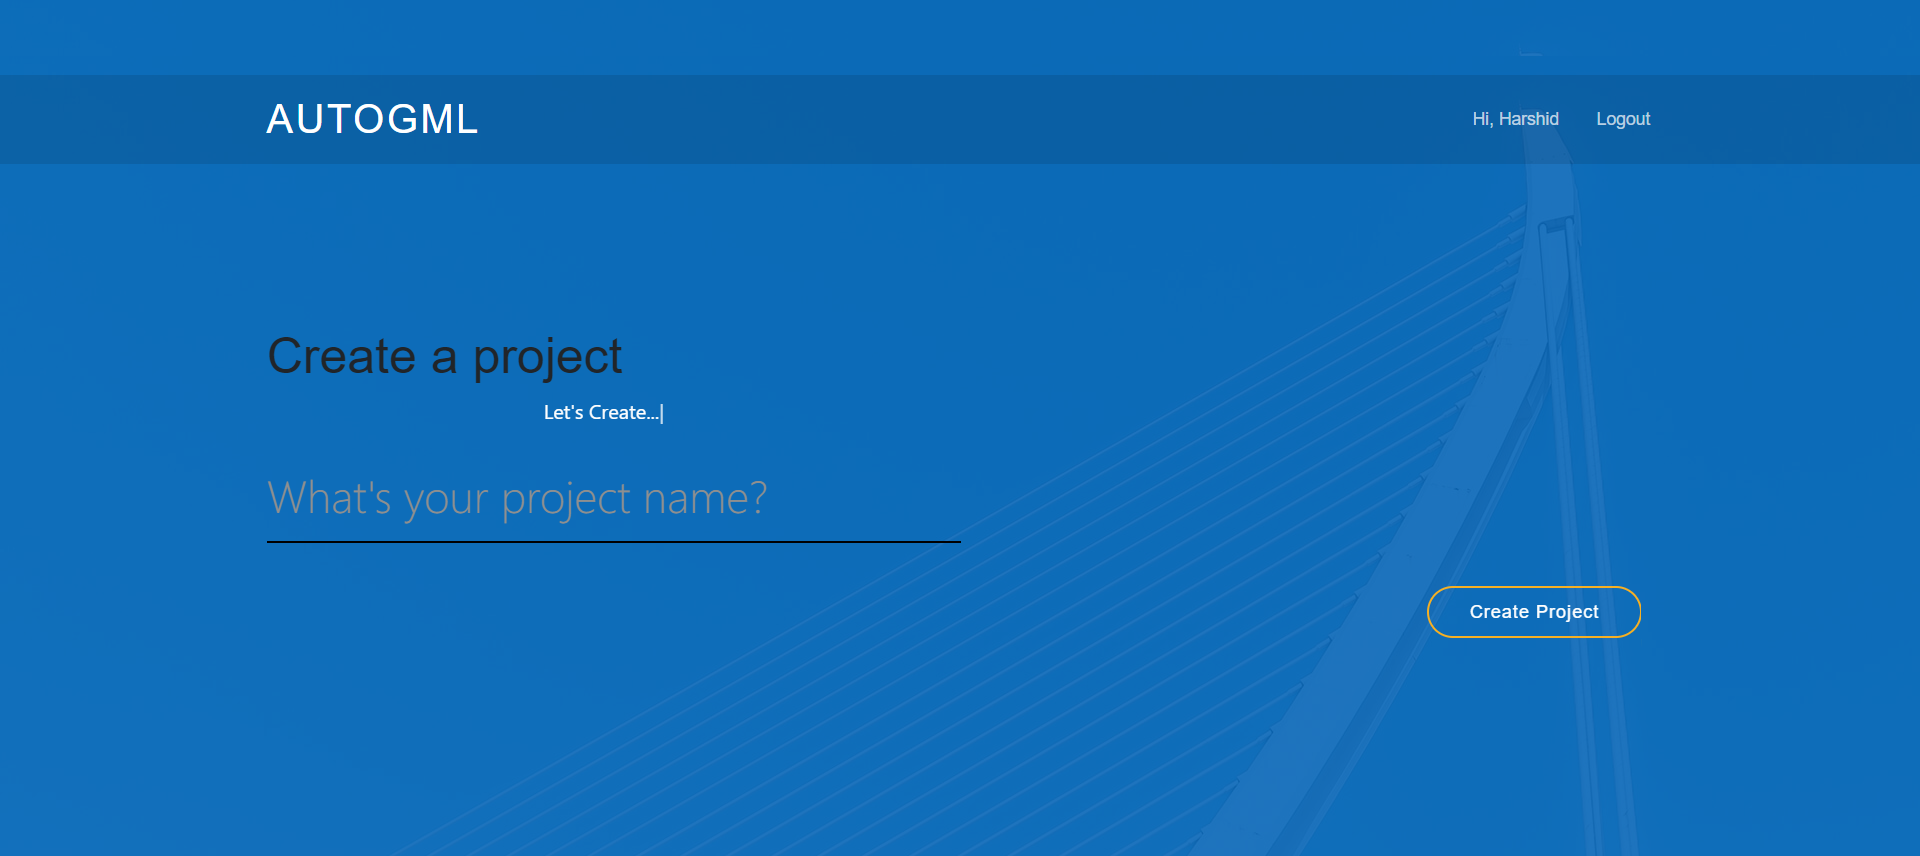 AUTOGML
Hi, Harshid
Logout
Create a project
Let's Create...|
What's your project name?
Create Project